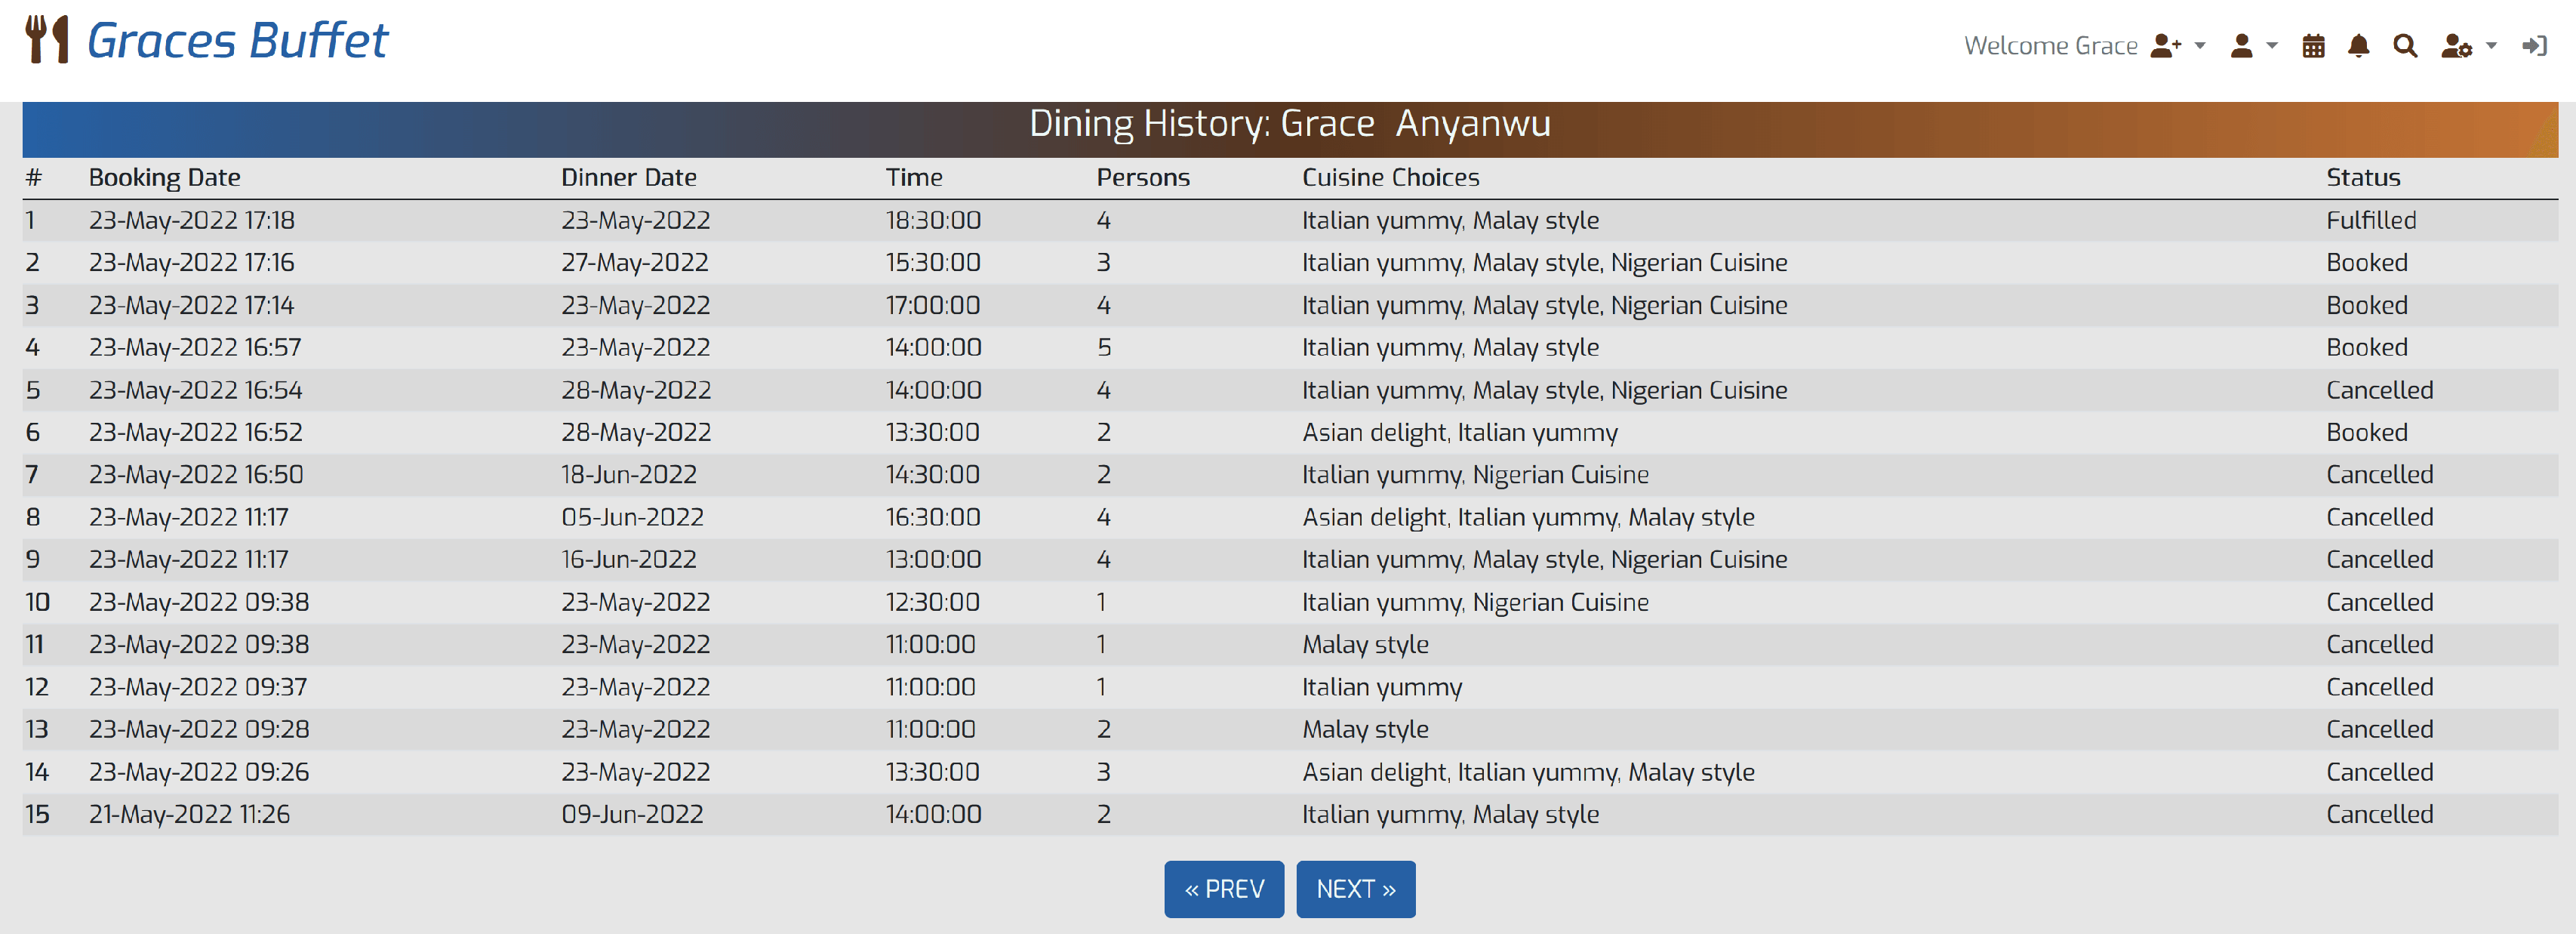 Graces Buffet
Welcome Grace
Dining History: Grace Anyanwu
# Booking Date Dinner Date Time Persons Cuisine Choices Status
1 23-May-2022 17:18 23-May-2022 18:30:00 4 Italian yummy, Malay style Fulfilled
2 23-May-2022 17:16 27-May-2022 15:30:00 3 Italian yummy, Malay style, Nigerian Cuisine Booked
3 23-May-2022 17:14 23-May-2022 17:00:00 4 Italian yummy, Malay style, Nigerian Cuisine Booked
4 23-May-2022 16:57 23-May-2022 14:00:00 5 Italian yummy, Malay style Booked
5 23-May-2022 16:54 28-May-2022 14:00:00 4 Italian yummy, Malay style, Nigerian Cuisine Cancelled
6 23-May-2022 16:52 28-May-2022 13:30:00 2 Asian delight, Italian yummy Booked
7 23-May-2022 16:50 18-Jun-2022 14:30:00 2 Italian yummy, Nigerian Cuisine Cancelled
8 23-May-2022 11:17 05-Jun-2022 16:30:00 4 Asian delight, Italian yummy, Malay style Cancelled
9 23-May-2022 11:17 16-Jun-2022 13:00:00 4 Italian yummy, Malay style, Nigerian Cuisine Cancelled
10 23-May-2022 09:38 23-May-2022 12:30:00 1 Italian yummy, Nigerian Cuisine Cancelled
11 23-May-2022 09:38 23-May-2022 11:00:00 1 Malay style Cancelled
12 23-May-2022 09:37 23-May-2022 11:00:00 1 Italian yummy Cancelled
13 23-May-2022 09:28 23-May-2022 11:00:00 2 Malay style Cancelled
14 23-May-2022 09:26 23-May-2022 13:30:00 3 Asian delight, Italian yummy, Malay style Cancelled
15 21-May-2022 11:26 09-Jun-2022 14:00:00 2 Italian yummy, Malay style Cancelled
« PREV NEXT »